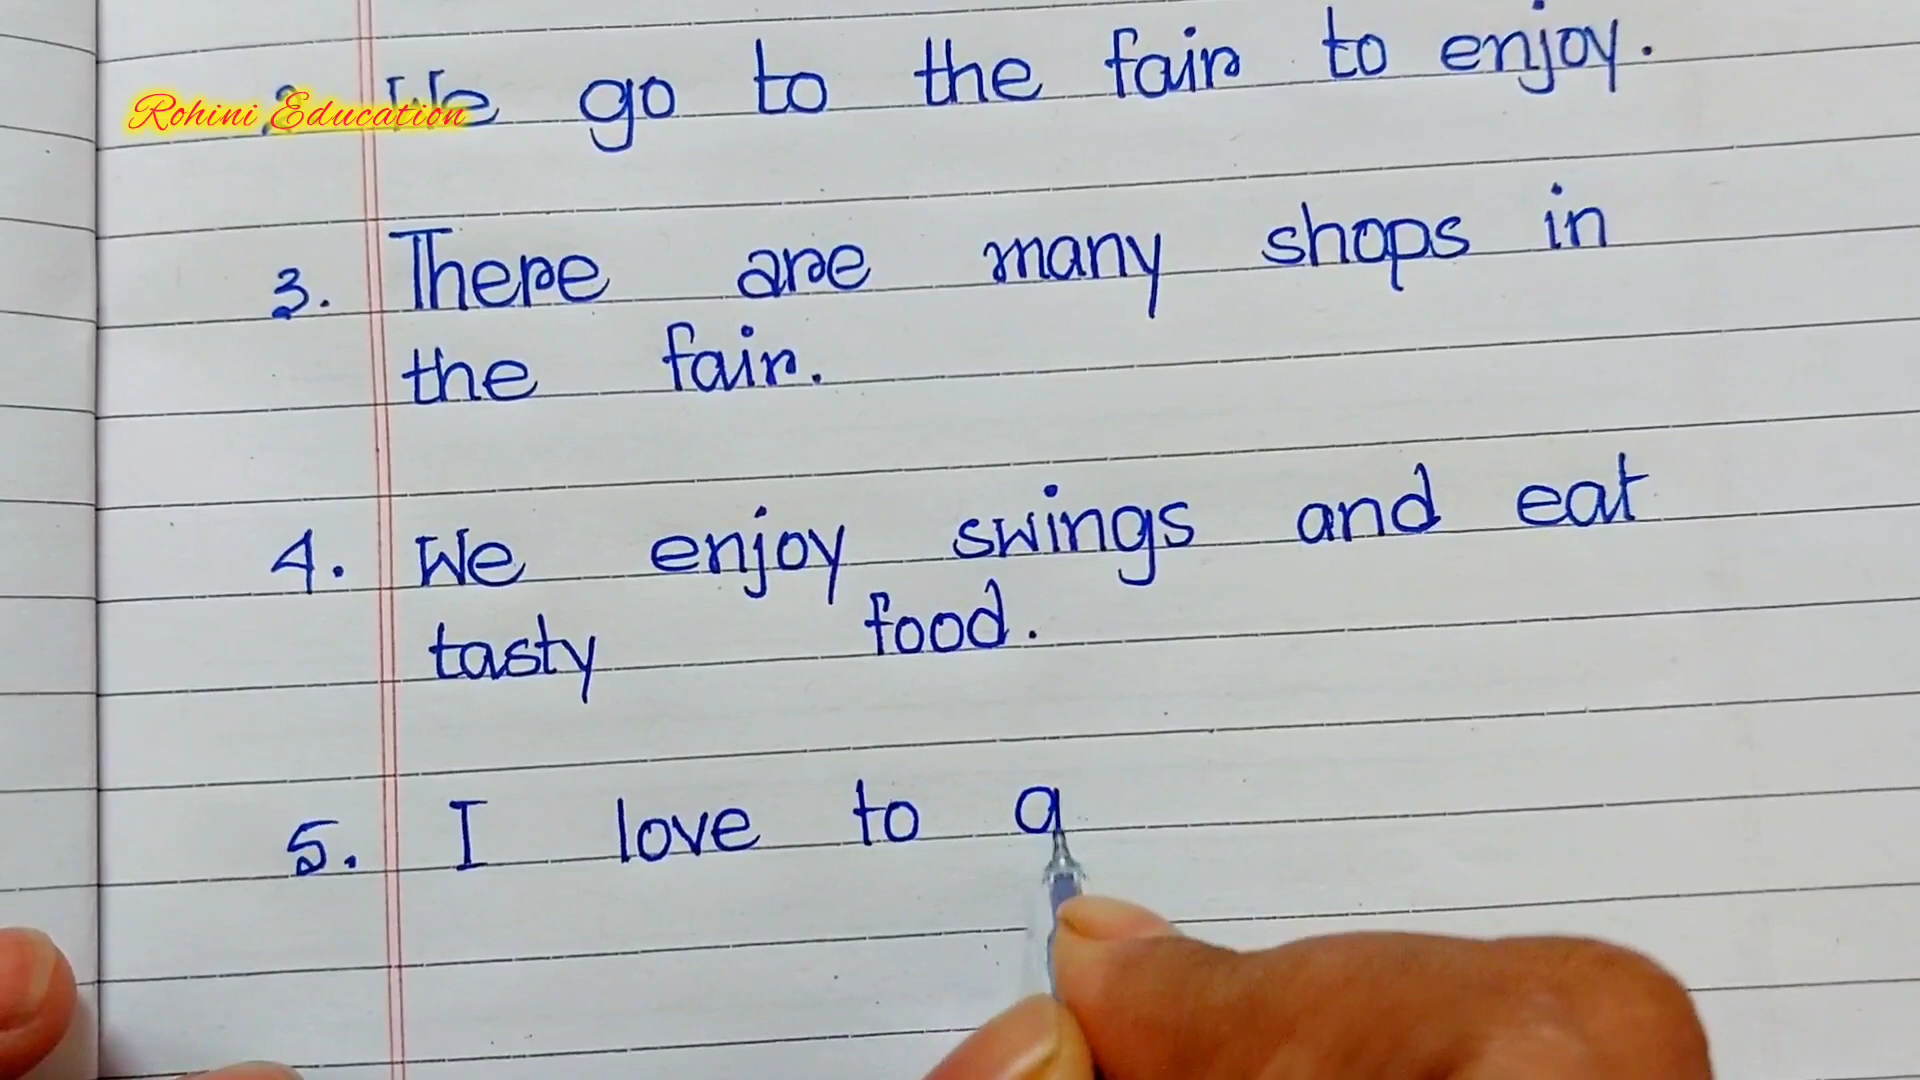 Rohini Education
2. We go to the fair to enjoy.
3. There are many shops in
the fair.
4. We enjoy swings and eat
tasty food.
5. I love to